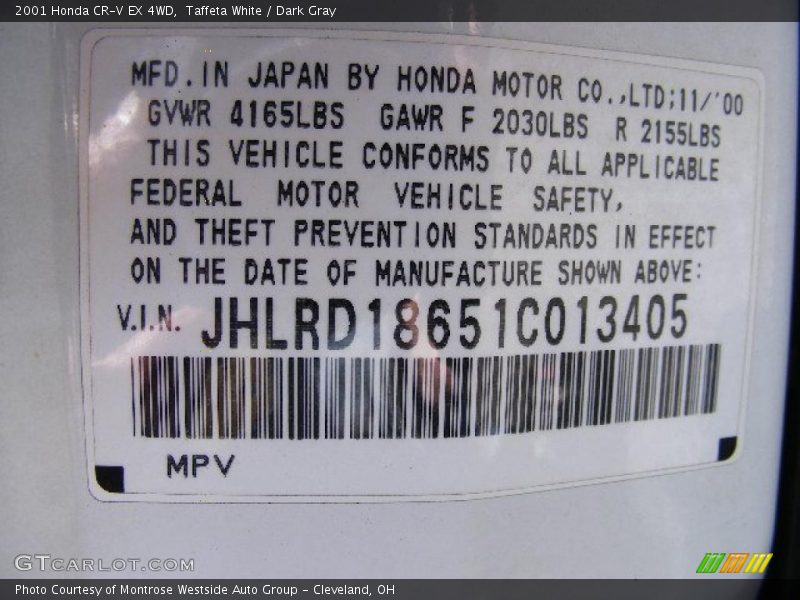 2001 Honda CR-V EX 4WD,  Taffeta White / Dark Gray
MFD. IN JAPAN BY HONDA MOTOR CO.,LTD;11/'00
GVWR 4165LBS GAWR F 2030LBS R 2155LBS
THIS VEHICLE CONFORMS TO ALL APPLICABLE
FEDERAL MOTOR VEHICLE SAFETY,
AND THEFT PREVENTION STANDARDS IN EFFECT
ON THE DATE OF MANUFACTURE SHOWN ABOVE:
V.I.N. JHLRD18651C013405
MPV
GTCARLOT.COM
Photo Courtesy of Montrose Westside Auto Group - Cleveland, OH